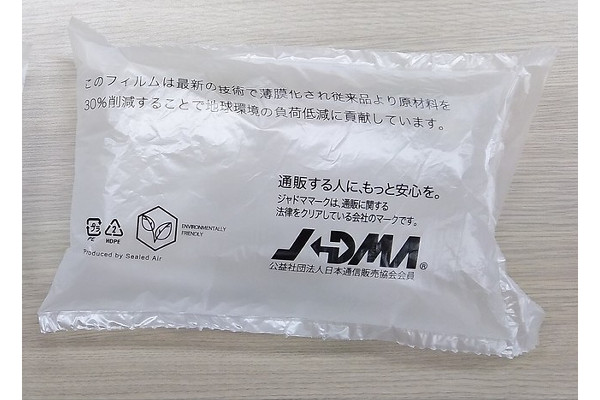 このフィルムは最新の技術で薄膜化され従来品より原材料を
30%削減することで地球環境の負荷低減に貢献しています。
通販する人に、もっと安心を。
ジャドママークは、通販に関する
法律をクリアしている会社のマークです。
JADMA®
公益社団法人日本通信販売協会会員
プラ
PE
2
HDPE
ENVIRONMENTALLY
FRIENDLY
Produced by Sealed Air